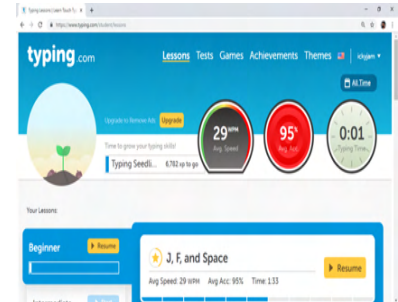 Typing Lessons | Learn Touch Ty
https://www.typing.com/student/lessons
typing.com
Lessons Tests Games Achievements Themes
ichjam
All Time
Upgrade to Remove Ads Upgrade
Time to grow your typing skills!
Typing Seedli... 6,782 xp to go
29 WPM
Avg. Speed
95%
Avg. Acc.
0:01
Typing Time
Your Lessons:
Beginner
Resume
J, F, and Space
Avg Speed: 29 WPM Avg Acc: 95% Time: 1:33
Resume
Intermediate